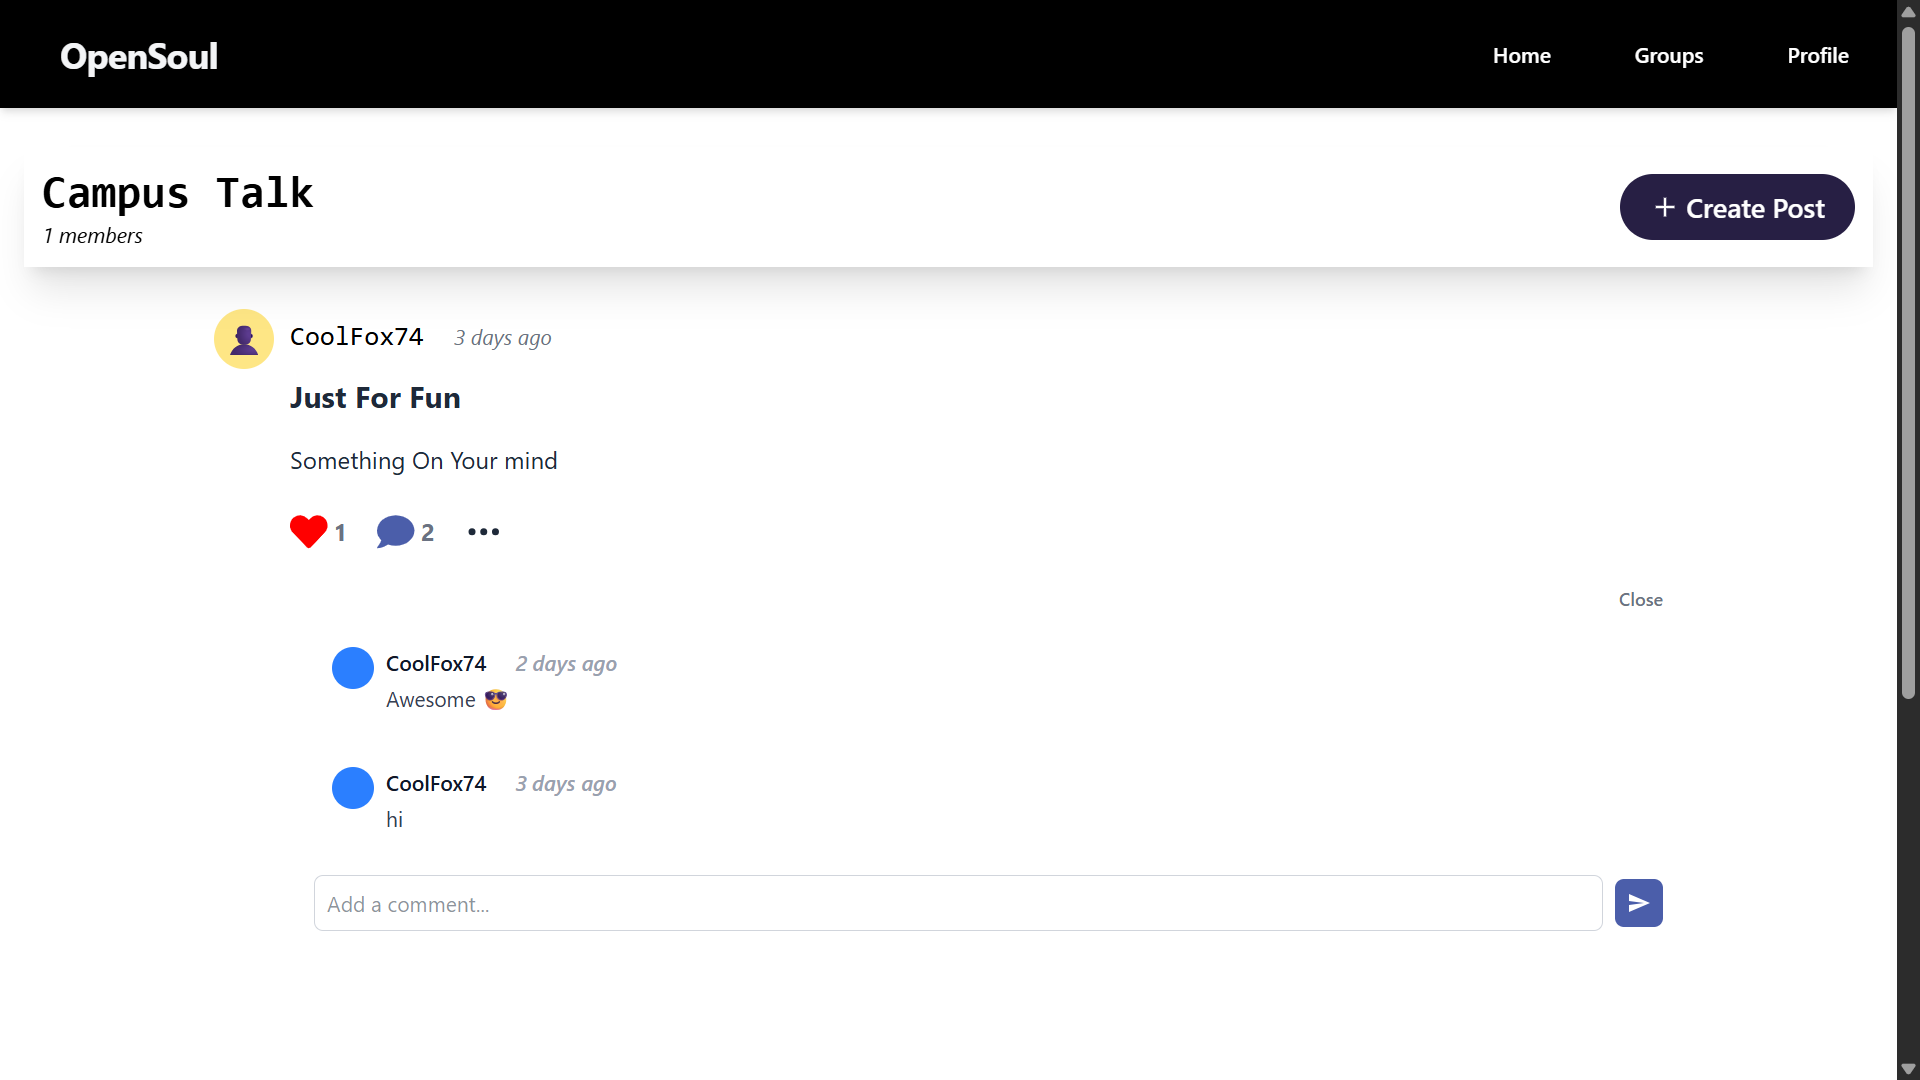 OpenSoul
Home Groups Profile
Campus Talk
1 members
+ Create Post
CoolFox74 3 days ago
Just For Fun
Something On Your mind
1 2
Close
CoolFox74 2 days ago
Awesome 😎
CoolFox74 3 days ago
hi
Add a comment...